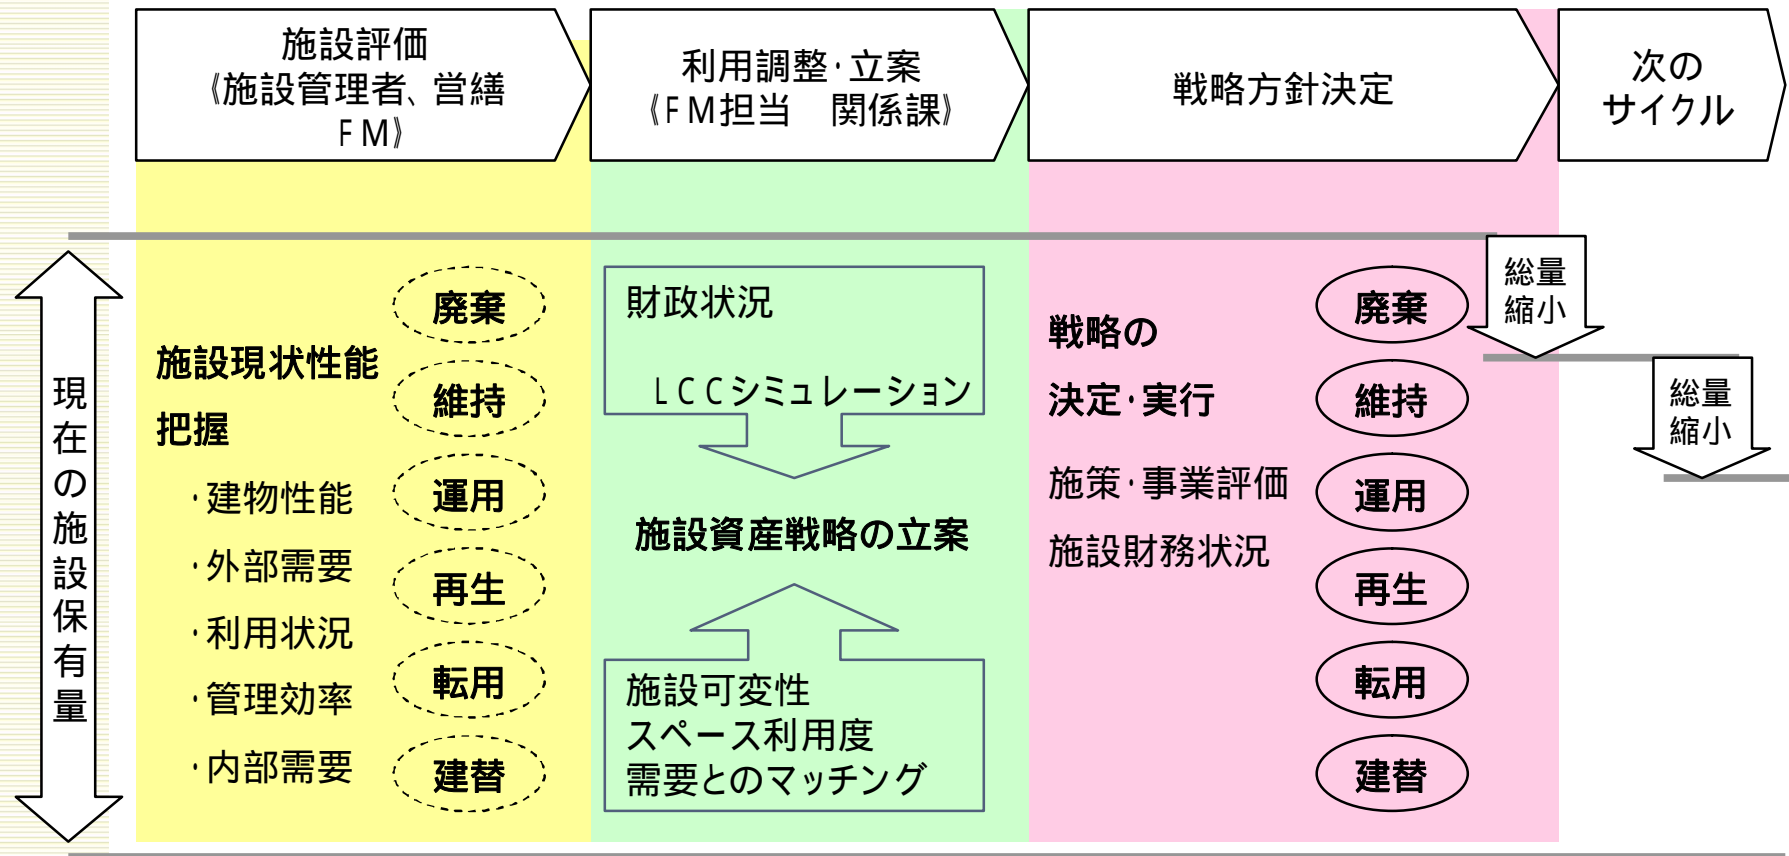 施設評価
《施設管理者、営繕
FM》
利用調整・立案
《FM担当　関係課》
戦略方針決定
次の
サイクル
現在の施設保有量
施設現状性能
把握
・建物性能
・外部需要
・利用状況
・管理効率
・内部需要
廃棄
維持
運用
再生
転用
建替
財政状況
LCCシミュレーション
施設資産戦略の立案
施設可変性
スペース利用度
需要とのマッチング
戦略の
決定・実行
施策・事業評価
施設財務状況
廃棄
維持
運用
再生
転用
建替
総量
縮小
総量
縮小